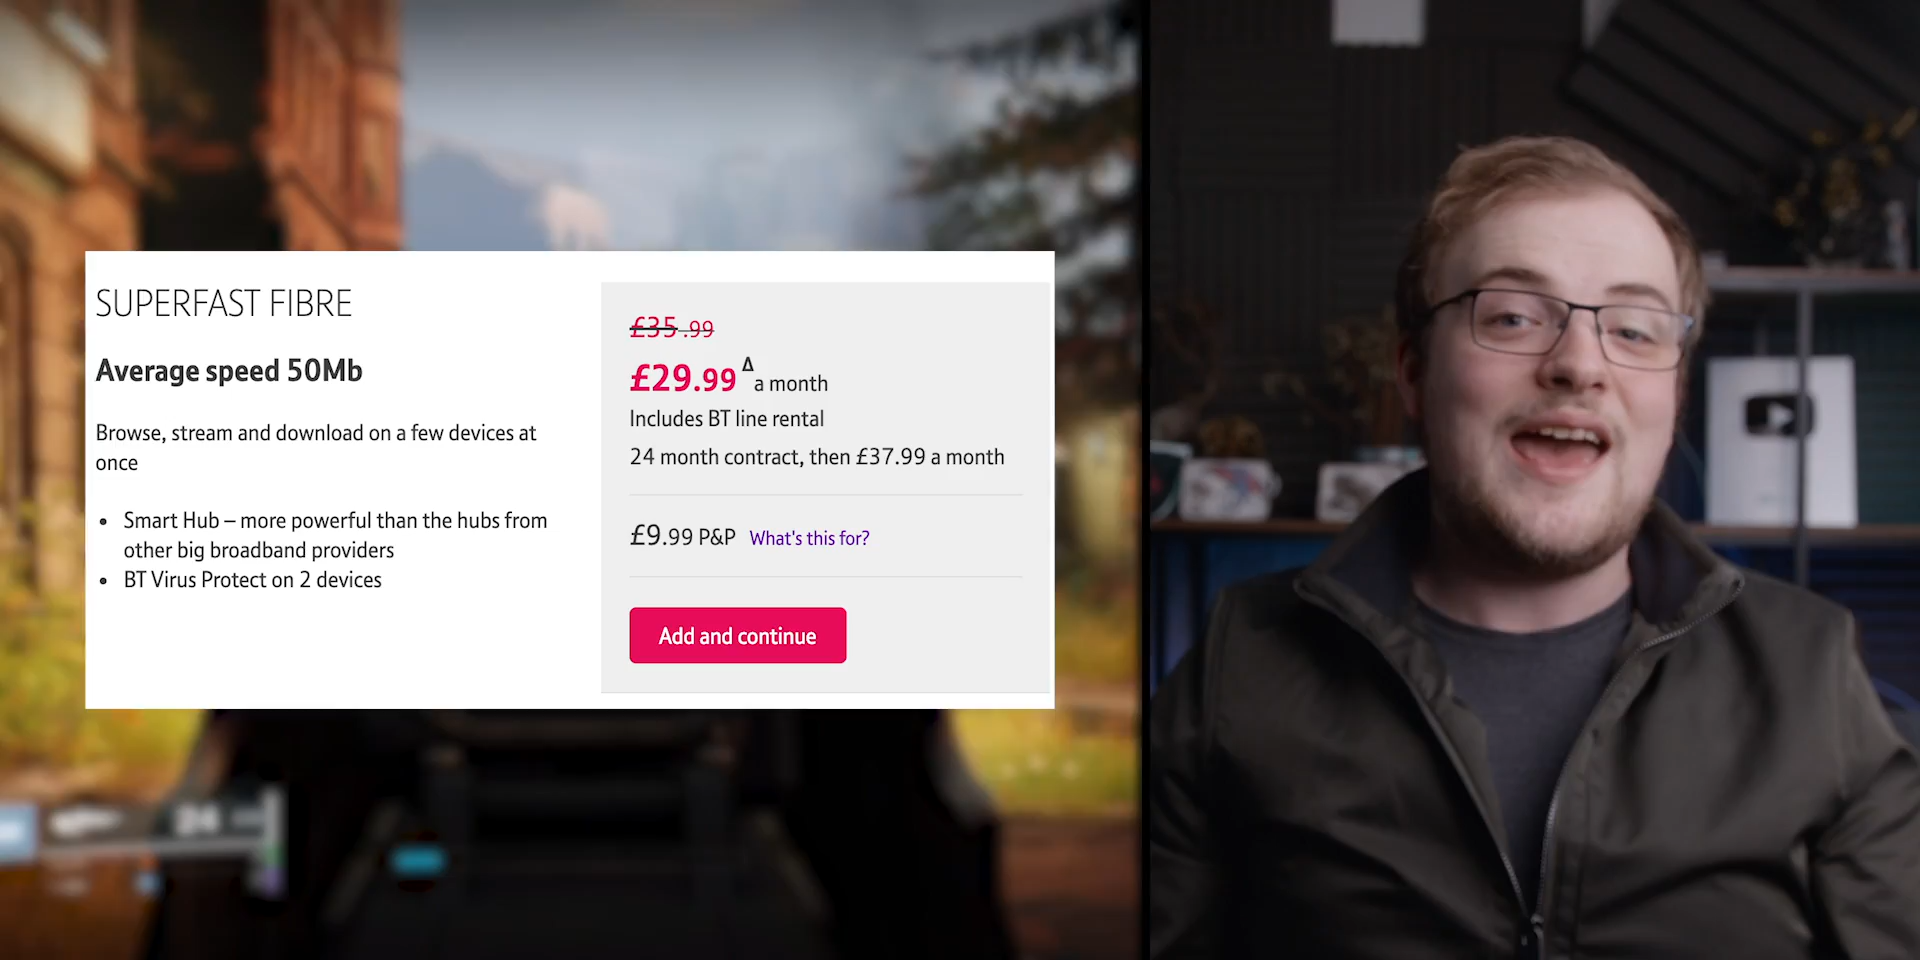 SUPERFAST FIBRE
Average speed 50Mb
Browse, stream and download on a few devices at
once
• Smart Hub – more powerful than the hubs from
other big broadband providers
• BT Virus Protect on 2 devices
£35.99
£29.99 Δ a month
Includes BT line rental
24 month contract, then £37.99 a month
£9.99 P&P What's this for?
Add and continue
24